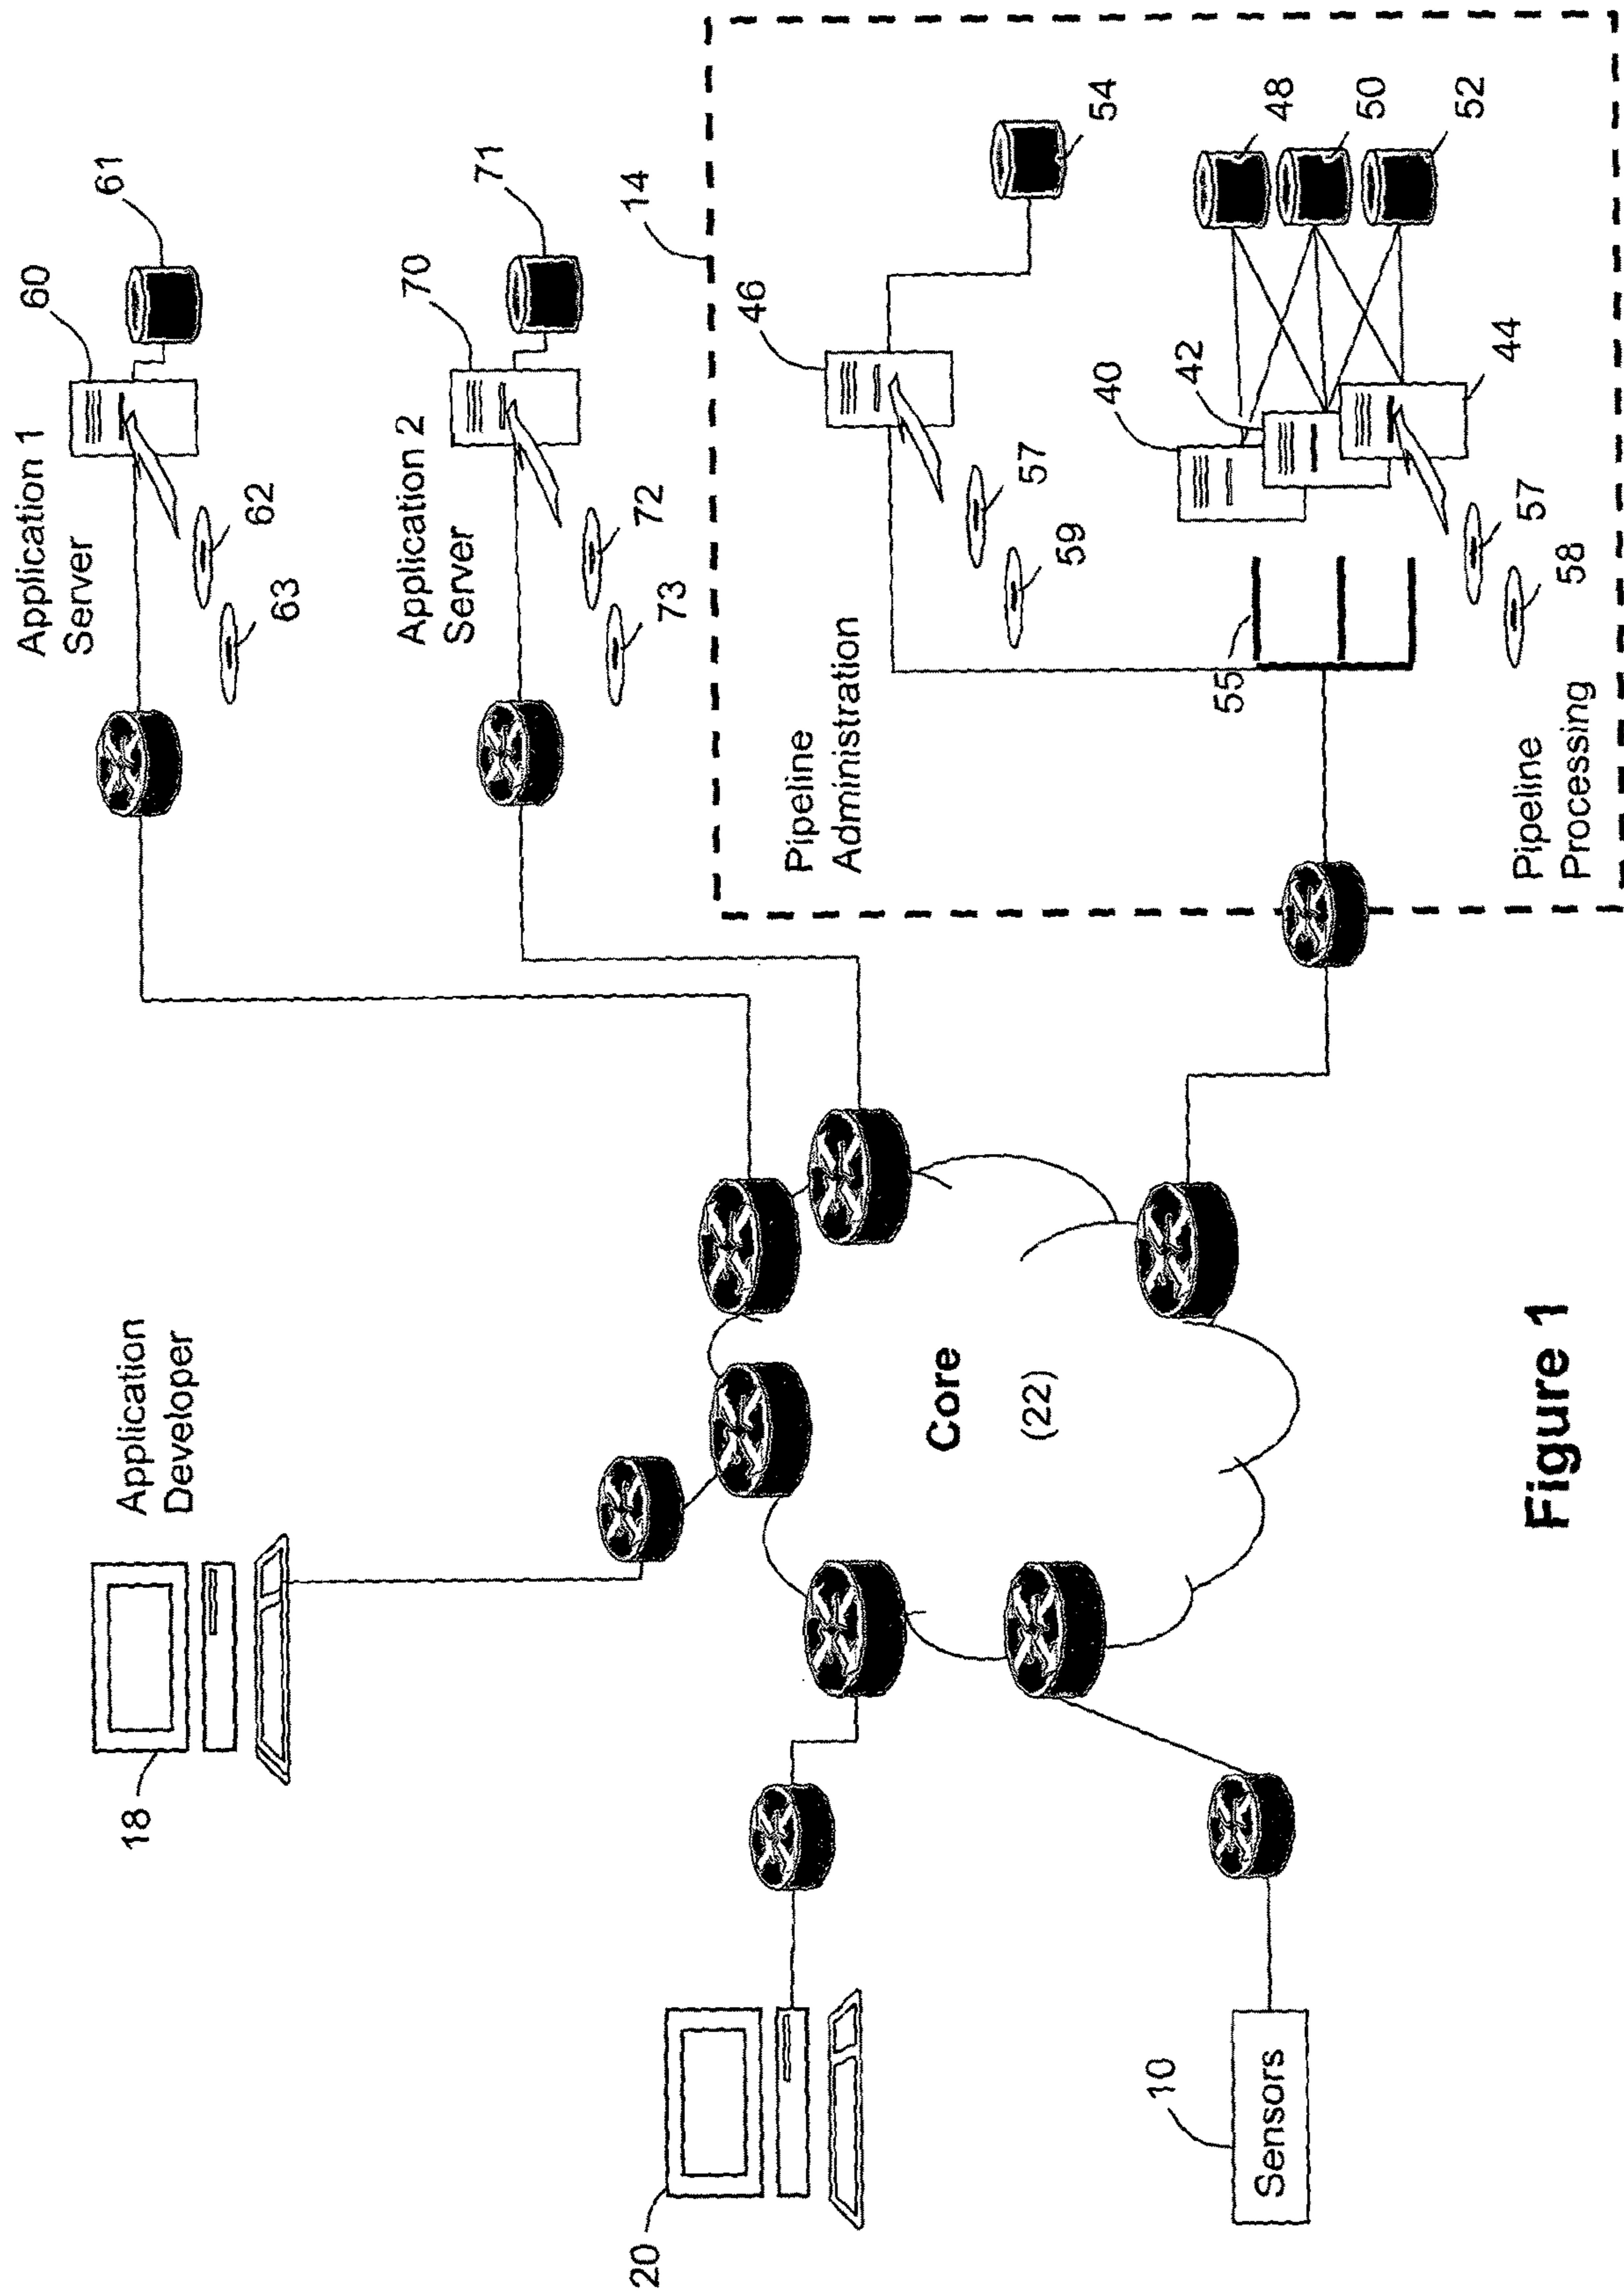 Application 1
Server
60
61
62
63
Application 2
Server
70
71
72
73
14
Pipeline
Administration
46
54
57
59
55
40
42
44
48
50
52
57
58
Pipeline
Processing
Application
Developer
18
20
Core
(22)
10
Sensors
Figure 1